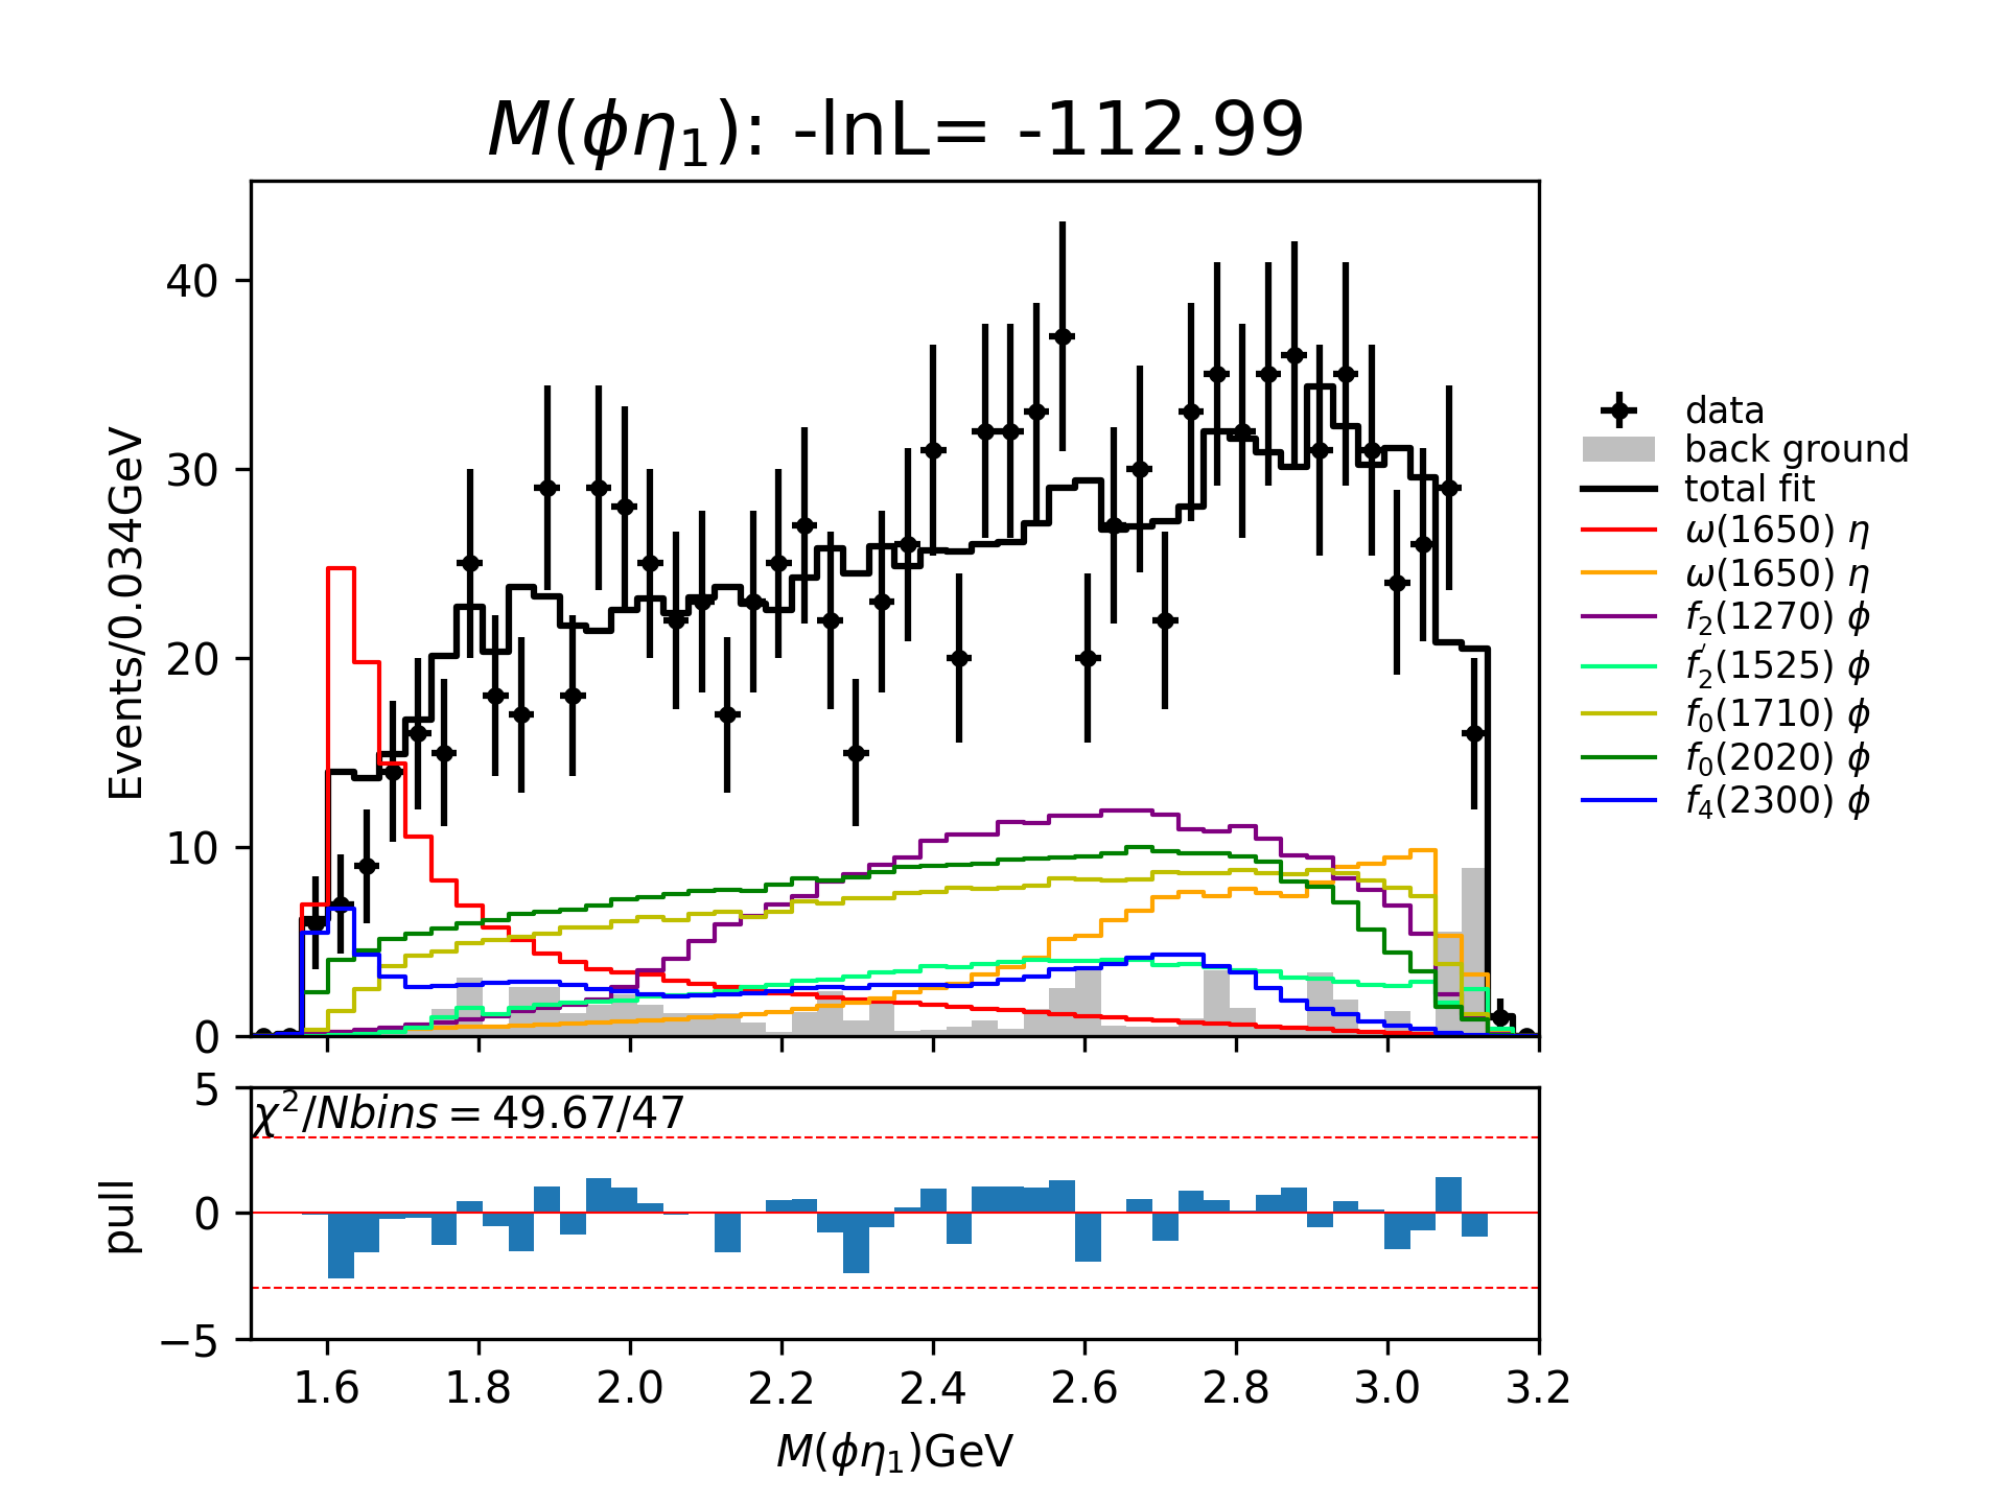 M(ϕη₁): -lnL= -112.99
Events/0.034GeV
40
30
20
10
0
data
back ground
total fit
ω(1650) η
ω(1650) η
f₂(1270) ϕ
f₂′(1525) ϕ
f₀(1710) ϕ
f₀(2020) ϕ
f₄(2300) ϕ
χ²/Nbins = 49.67/47
pull
5
0
−5
1.6 1.8 2.0 2.2 2.4 2.6 2.8 3.0 3.2
M(ϕη₁)GeV